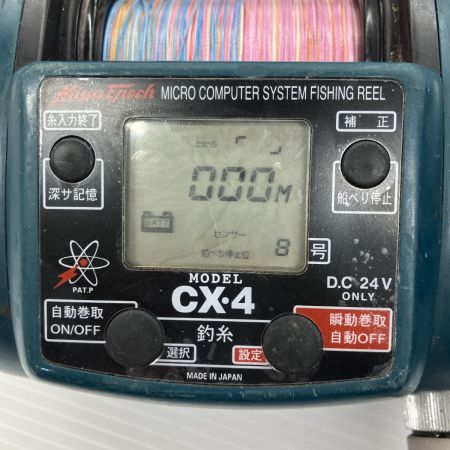 Miya Epoch MICRO COMPUTER SYSTEM FISHING REEL
糸入力終了
補正
上から
深サ記憶
000M
船べり停止
BATT
センサー
船べり停止位 8 号
PAT.P
MODEL
D.C 24V
CX・4
ONLY
自動巻取
ON/OFF
釣糸
瞬動巻取
自動OFF
選択
設定
MADE IN JAPAN